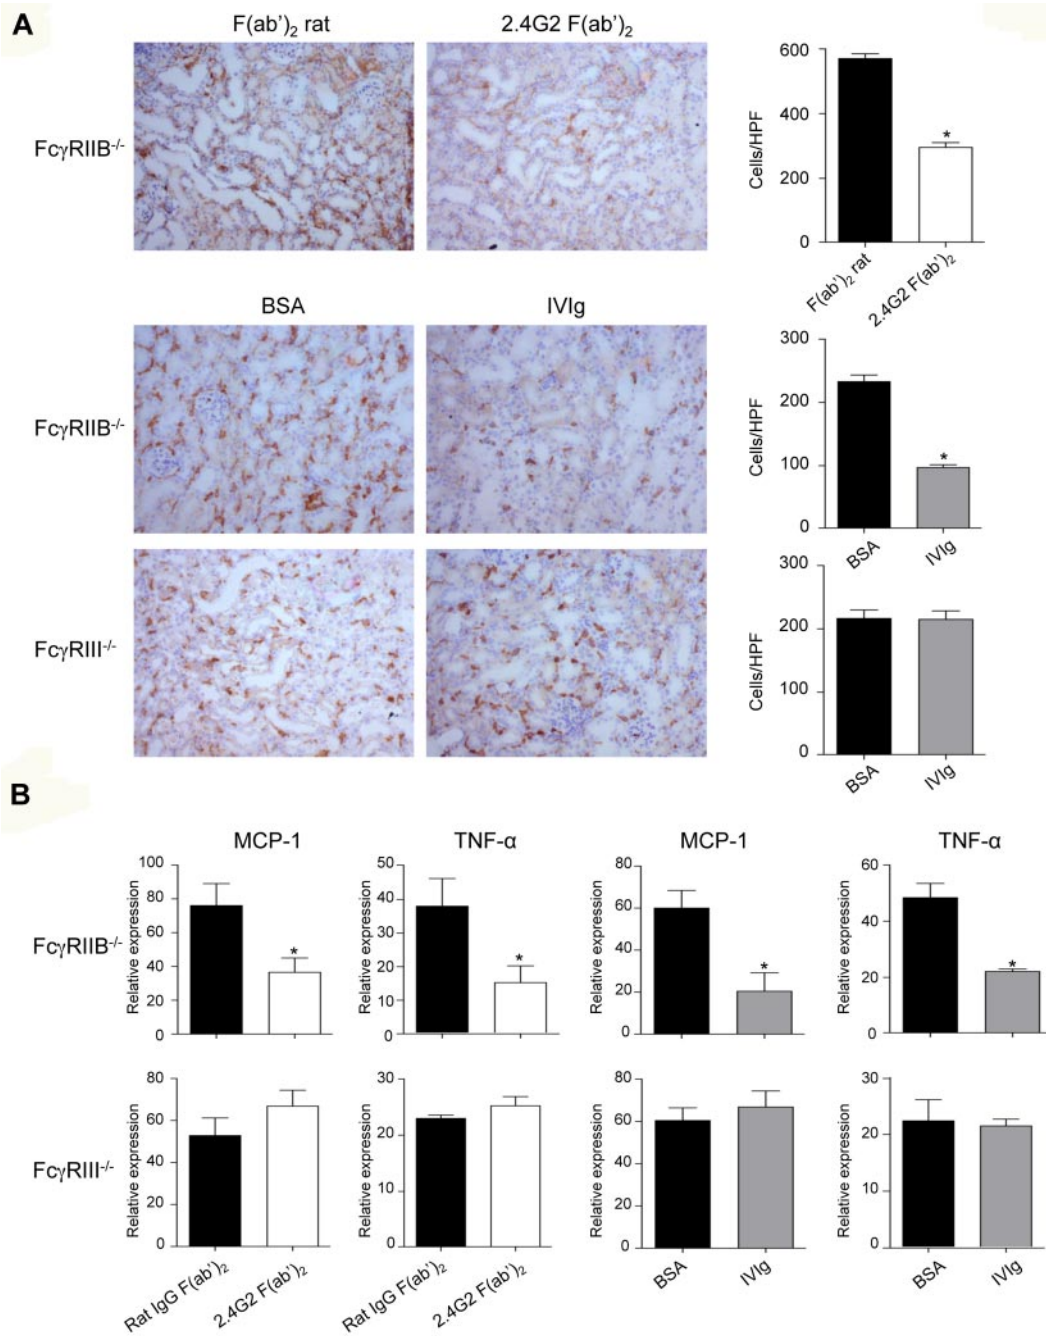 A
F(ab')₂ rat
2.4G2 F(ab')₂
FcγRIIB-/-
Cells/HPF
600
400
200
0
F(ab')₂ rat
2.4G2 F(ab')₂
*
BSA
IVIg
FcγRIIB-/-
Cells/HPF
300
200
100
0
*
BSA
IVIg
FcγRIII-/-
Cells/HPF
300
200
100
0
BSA
IVIg
B
MCP-1
TNF-α
MCP-1
TNF-α
FcγRIIB-/-
Relative expression
100
80
60
40
20
0
*
Relative expression
50
40
30
20
10
0
*
Relative expression
80
60
40
20
0
*
Relative expression
60
40
20
0
*
FcγRIII-/-
Relative expression
80
60
40
20
0
Rat IgG F(ab')₂
2.4G2 F(ab')₂
Relative expression
30
20
10
0
Rat IgG F(ab')₂
2.4G2 F(ab')₂
Relative expression
80
60
40
20
0
BSA
IVIg
Relative expression
30
20
10
0
BSA
IVIg